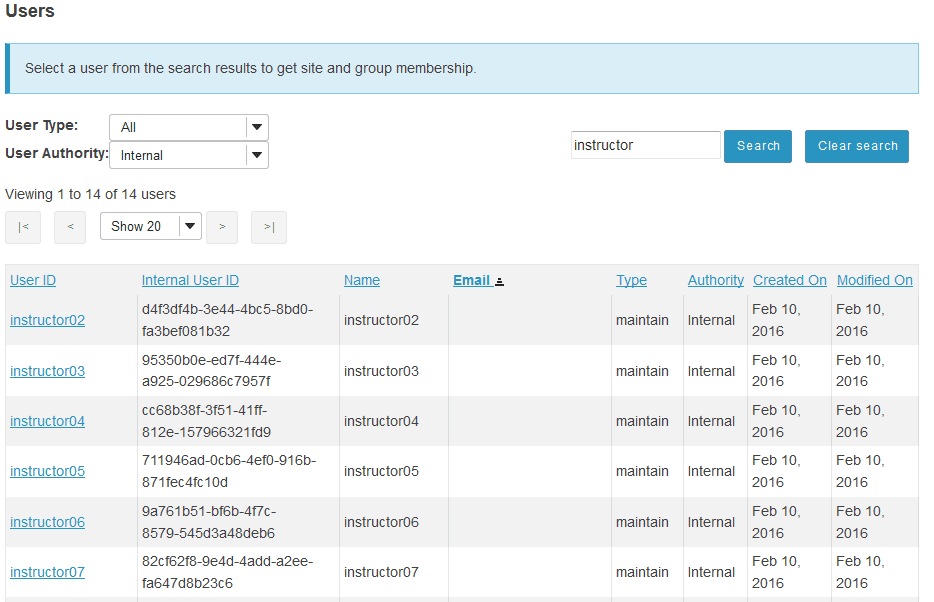 Users
Select a user from the search results to get site and group membership.
User Type: All
User Authority: Internal
instructor Search Clear search
Viewing 1 to 14 of 14 users
|< < Show 20 > >|
User ID Internal User ID Name Email Type Authority Created On Modified On
instructor02 d4f3df4b-3e44-4bc5-8bd0-fa3bef081b32 instructor02 maintain Internal Feb 10, 2016 Feb 10, 2016
instructor03 95350b0e-ed7f-444e-a925-029686c7957f instructor03 maintain Internal Feb 10, 2016 Feb 10, 2016
instructor04 cc68b38f-3f51-41ff-812e-157966321fd9 instructor04 maintain Internal Feb 10, 2016 Feb 10, 2016
instructor05 711946ad-0cb6-4ef0-916b-871fec4fc10d instructor05 maintain Internal Feb 10, 2016 Feb 10, 2016
instructor06 9a761b51-bf6b-4f7c-8579-545d3a48deb6 instructor06 maintain Internal Feb 10, 2016 Feb 10, 2016
instructor07 82cf62f8-9e4d-4add-a2ee-fa647d8b23c6 instructor07 maintain Internal Feb 10, 2016 Feb 10, 2016